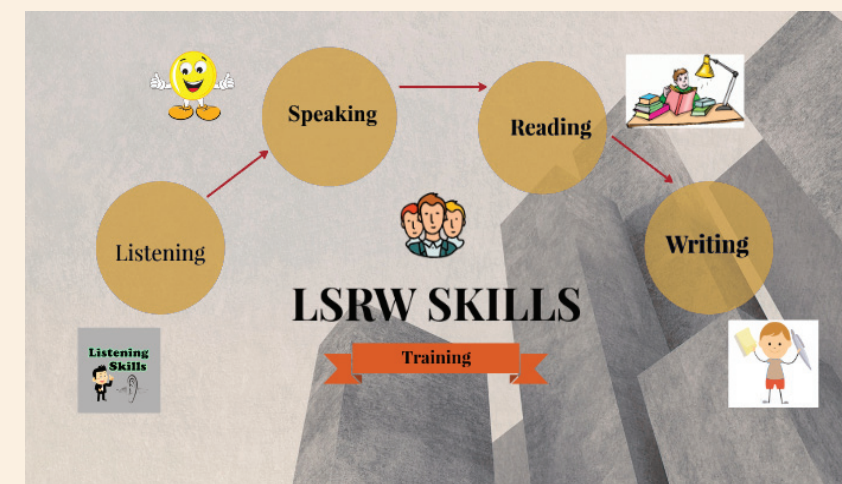 Speaking
Reading
Listening
Writing
LSRW SKILLS
Training
Listening
Skills